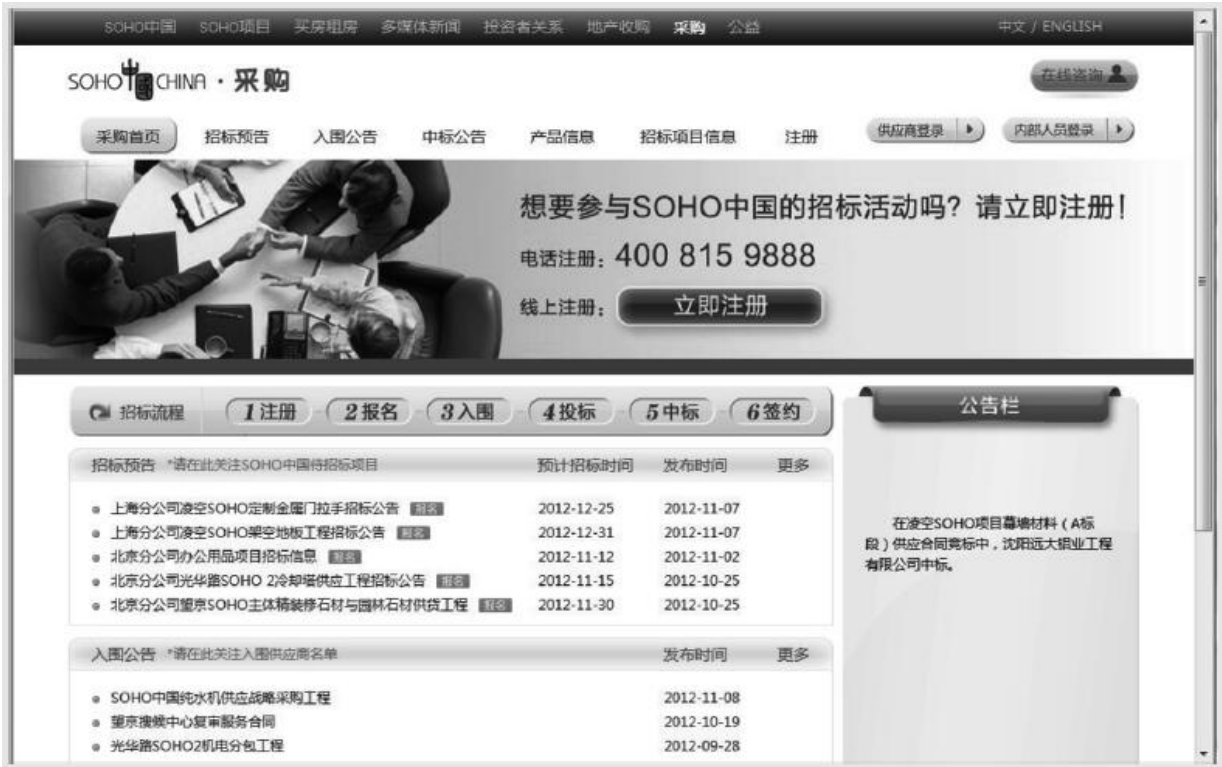 SOHO中国 SOHO项目 买房租房 多媒体新闻 投资者关系 地产收购 采购 公益 中文 / ENGLISH
SOHO中國CHINA · 采购
在线咨询
采购首页 招标预告 入围公告 中标公告 产品信息 招标项目信息 注册 供应商登录 内部人员登录
想要参与SOHO中国的招标活动吗？请立即注册！
电话注册：400 815 9888
线上注册： 立即注册
招标流程 1注册 2报名 3入围 4投标 5中标 6签约
公告栏
招标预告 *请在此关注SOHO中国待招标项目 预计招标时间 发布时间 更多
上海分公司凌空SOHO定制金属门拉手招标公告 报名 2012-12-25 2012-11-07
上海分公司凌空SOHO架空地板工程招标公告 报名 2012-12-31 2012-11-07
北京分公司办公用品项目招标信息 报名 2012-11-12 2012-11-02
北京分公司光华路SOHO 2冷却塔供应工程招标公告 报名 2012-11-15 2012-10-25
北京分公司望京SOHO主体精装修石材与园林石材供货工程 报名 2012-11-30 2012-10-25
在凌空SOHO项目幕墙材料（A标
段）供应合同竞标中，沈阳远大铝业工程
有限公司中标。
入围公告 *请在此关注入围供应商名单 发布时间 更多
SOHO中国纯水机供应战略采购工程 2012-11-08
望京搜候中心复审服务合同 2012-10-19
光华路SOHO2机电分包工程 2012-09-28